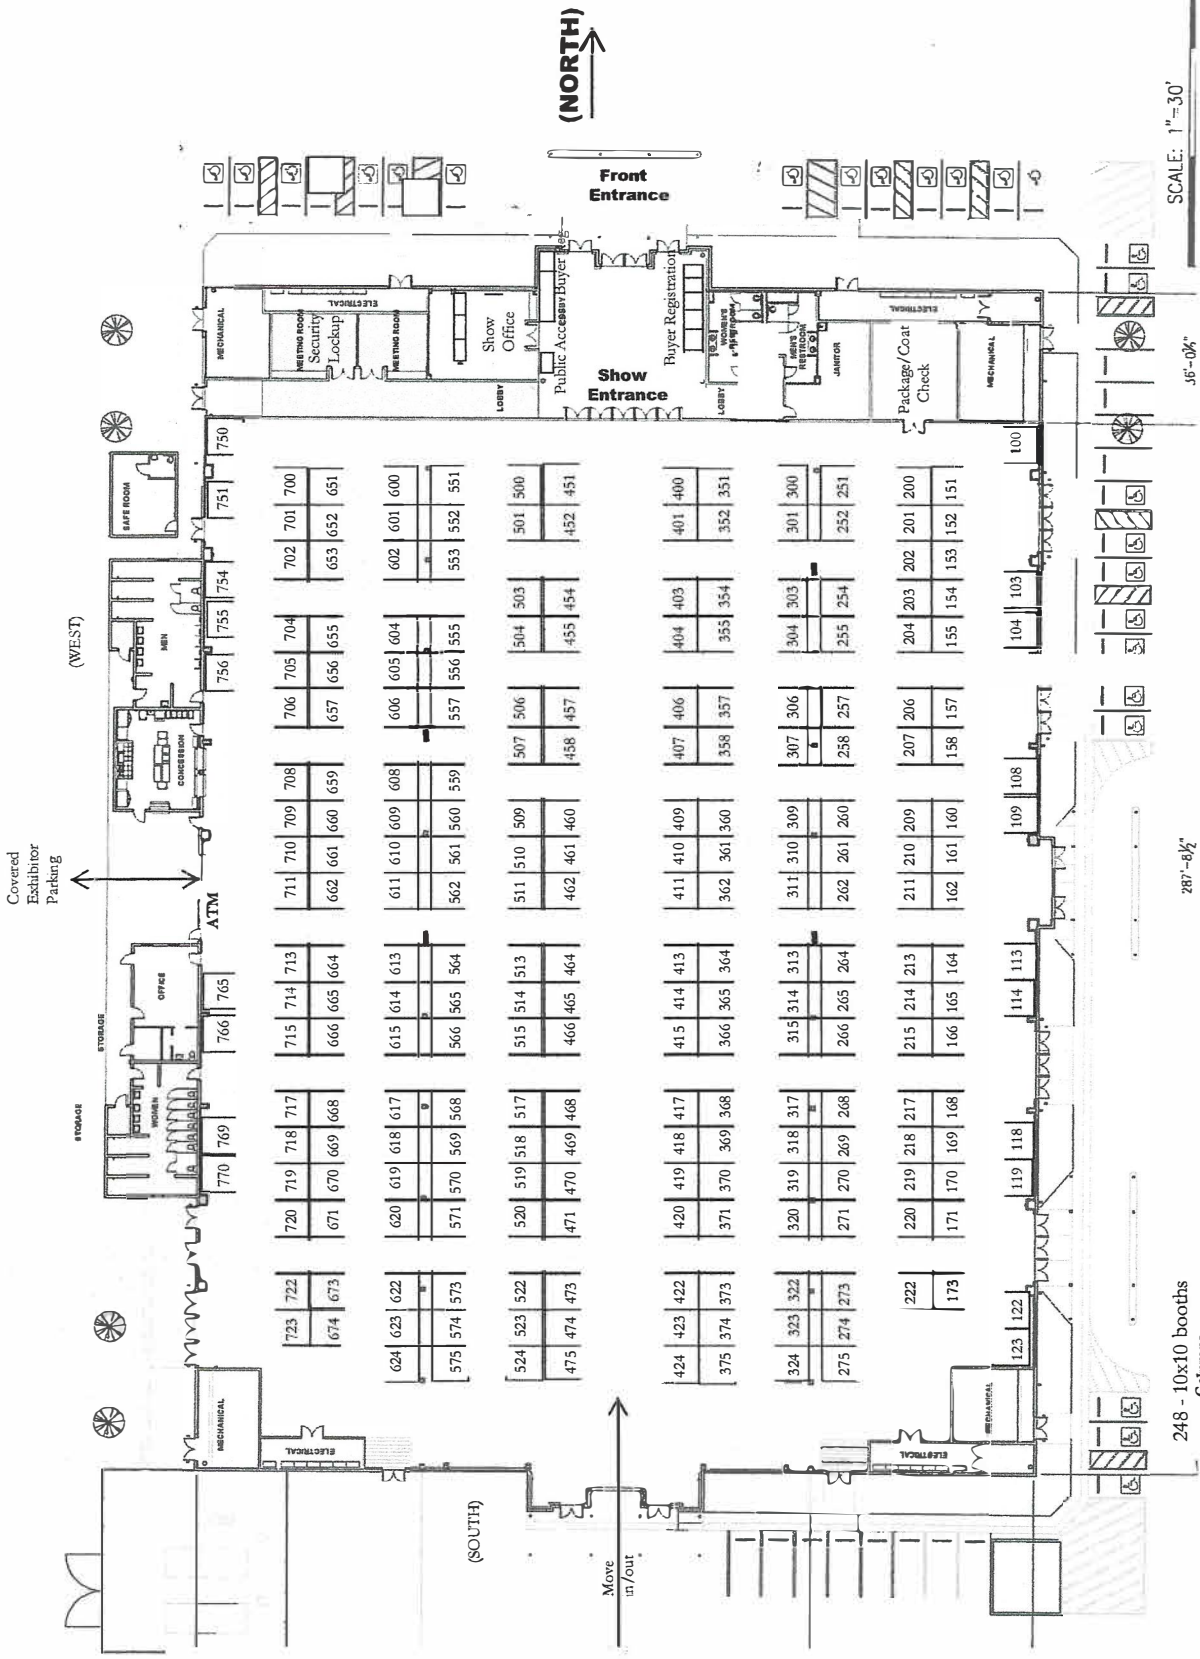 (NORTH)
SCALE: 1"=30'
Front
Entrance
36'-0¾"
MECHANICAL
ELECTRICAL
MEETING ROOM
Security
Lockup
MEETING ROOM
Show
Office
LOBBY
Public Access
Buyer Reg.
LOBBY
Buyer Registration
Show
Entrance
LOBBY
WOMEN'S
RESTROOM
MEN'S
RESTROOM
JANITOR
ELECTRICAL
Package/Coat
Check
MECHANICAL
SAFE ROOM
(WEST)
MEN
CONCESSION
Covered
Exhibitor
Parking
ATM
OFFICE
STORAGE
STORAGE
WOMEN
287'-8½"
750 751 754 755 756 765 766 769 770
700 701 702 704 705 706 708 709 710 711 713 714 715 717 718 719 720 722 723
651 652 653 655 656 657 659 660 661 662 664 665 666 668 669 670 671 673 674
600 601 602 604 605 606 608 609 610 611 613 614 615 617 618 619 620 622 623 624
551 552 553 555 556 557 559 560 561 562 564 565 566 568 569 570 571 573 574 575
500 501 503 504 506 507 509 510 511 513 514 515 517 518 519 520 522 523 524
451 452 454 455 457 458 460 461 462 464 465 466 468 469 470 471 473 474 475
400 401 403 404 406 407 409 410 411 413 414 415 417 418 419 420 422 423 424
351 352 354 355 357 358 360 361 362 364 365 366 368 369 370 371 373 374 375
300 301 303 304 306 307 309 310 311 313 314 315 317 318 319 320 322 323 324
251 252 254 255 257 258 260 261 262 264 265 266 268 269 270 271 273 274 275
200 201 202 203 204 206 207 209 210 211 213 214 215 217 218 219 220 222
151 152 153 154 155 157 158 160 161 162 164 165 166 168 169 170 171 173
100 103 104 108 109 113 114 118 119 122 123
MECHANICAL
ELECTRICAL
(SOUTH)
Move
in/out
ELECTRICAL
MECHANICAL
248 - 10x10 booths